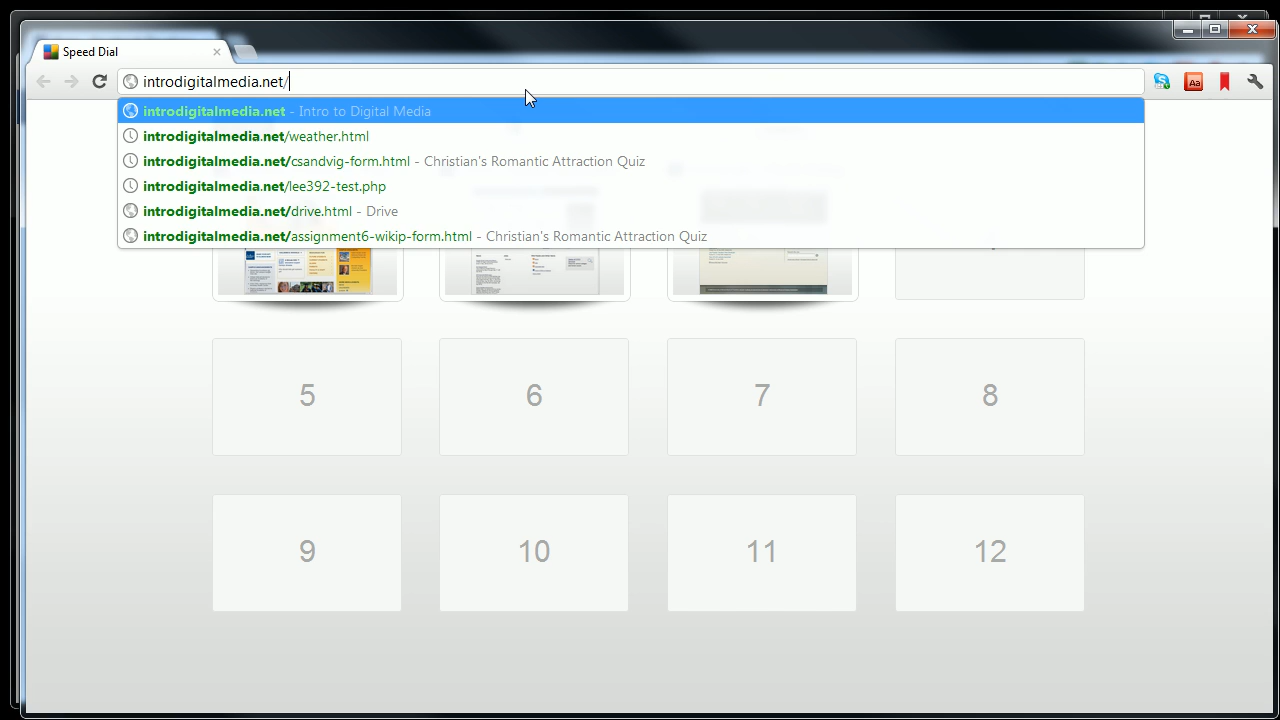 Speed Dial
introdigitalmedia.net/
introdigitalmedia.net - Intro to Digital Media
introdigitalmedia.net/weather.html
introdigitalmedia.net/csandvig-form.html - Christian's Romantic Attraction Quiz
introdigitalmedia.net/lee392-test.php
introdigitalmedia.net/drive.html - Drive
introdigitalmedia.net/assignment6-wikip-form.html - Christian's Romantic Attraction Quiz
5 6 7 8
9 10 11 12
Aa